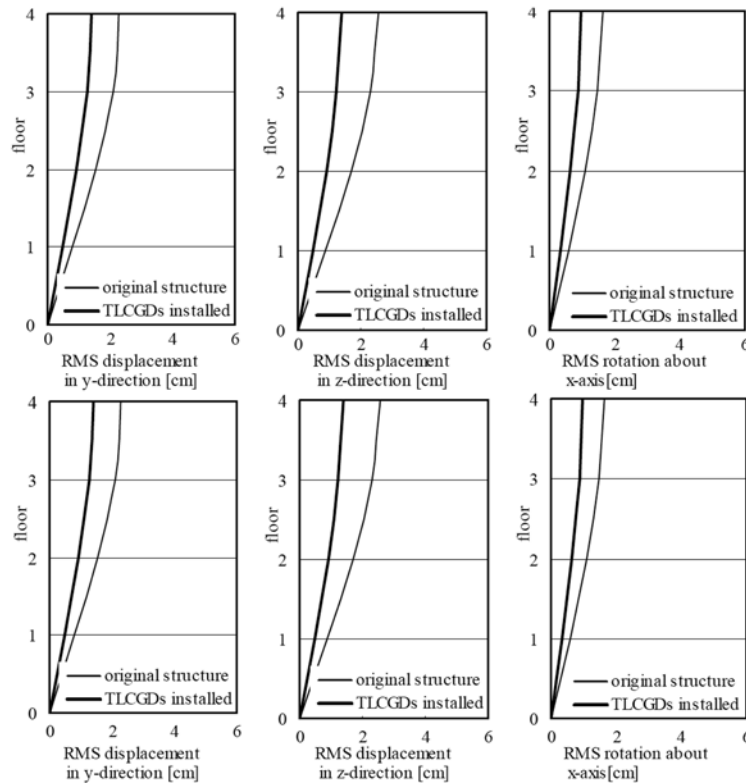 4
3
2
1
0
floor
original structure
TLCGDs installed
0 2 4 6
RMS displacement
in y-direction [cm]
4
3
2
1
0
floor
original structure
TLCGDs installed
0 2 4 6
RMS displacement
in z-direction [cm]
4
3
2
1
0
floor
original structure
TLCGDs installed
0 2 4 6
RMS rotation about
x-axis[cm]
4
3
2
1
0
floor
original structure
TLCGDs installed
0 2 4 6
RMS displacement
in y-direction [cm]
4
3
2
1
0
floor
original structure
TLCGDs installed
0 2 4 6
RMS displacement
in z-direction [cm]
4
3
2
1
0
floor
original structure
TLCGDs installed
0 2 4 6
RMS rotation about
x-axis[cm]